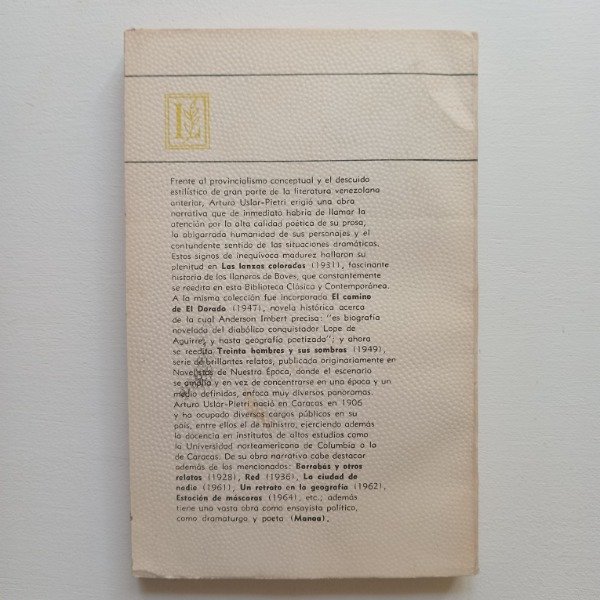 L
Frente al provincialismo conceptual y el descuido
estilístico de gran parte de la literatura venezolana
anterior, Arturo Uslar-Pietri erigió una obra
narrativa que de inmediato habría de llamar la
atención por la alta calidad poética de su prosa,
la abigarrada humanidad de sus personajes y el
contundente sentido de las situaciones dramáticas.
Estos signos de inequívoca madurez hallaron su
plenitud en Las lanzas coloradas (1931), fascinante
historia de los llaneros de Boves, que constantemente
se reedita en esta Biblioteca Clásica y Contemporánea.
A la misma colección fue incorporada El camino
de El Dorado (1947), novela histórica acerca
de la cual Anderson Imbert precisa: "es biografía
novelada del diabólico conquistador Lope de
Aguirre, y hasta geografía poetizada"; y ahora
se reedita Treinta hombres y sus sombras (1949),
serie de brillantes relatos, publicada originariamente en
Novelistas de Nuestra Época, donde el escenario
se amplía y en vez de concentrarse en una época y un
medio definidos, enfoca muy diversos panoramas.
Arturo Uslar-Pietri nació en Caracas en 1906
y ha ocupado diversos cargos públicos en su
país, entre ellos el de ministro, ejerciendo además
la docencia en institutos de altos estudios como
la Universidad norteamericana de Columbia o la
de Caracas. De su obra narrativa cabe destacar
además de los mencionados: Barrabás y otros
relatos (1928), Red (1936), La ciudad de
nadie (1961), Un retrato en la geografía (1962),
Estación de máscaras (1964), etc.; además
tiene una vasta obra como ensayista político,
como dramaturgo y poeta (Manoa).